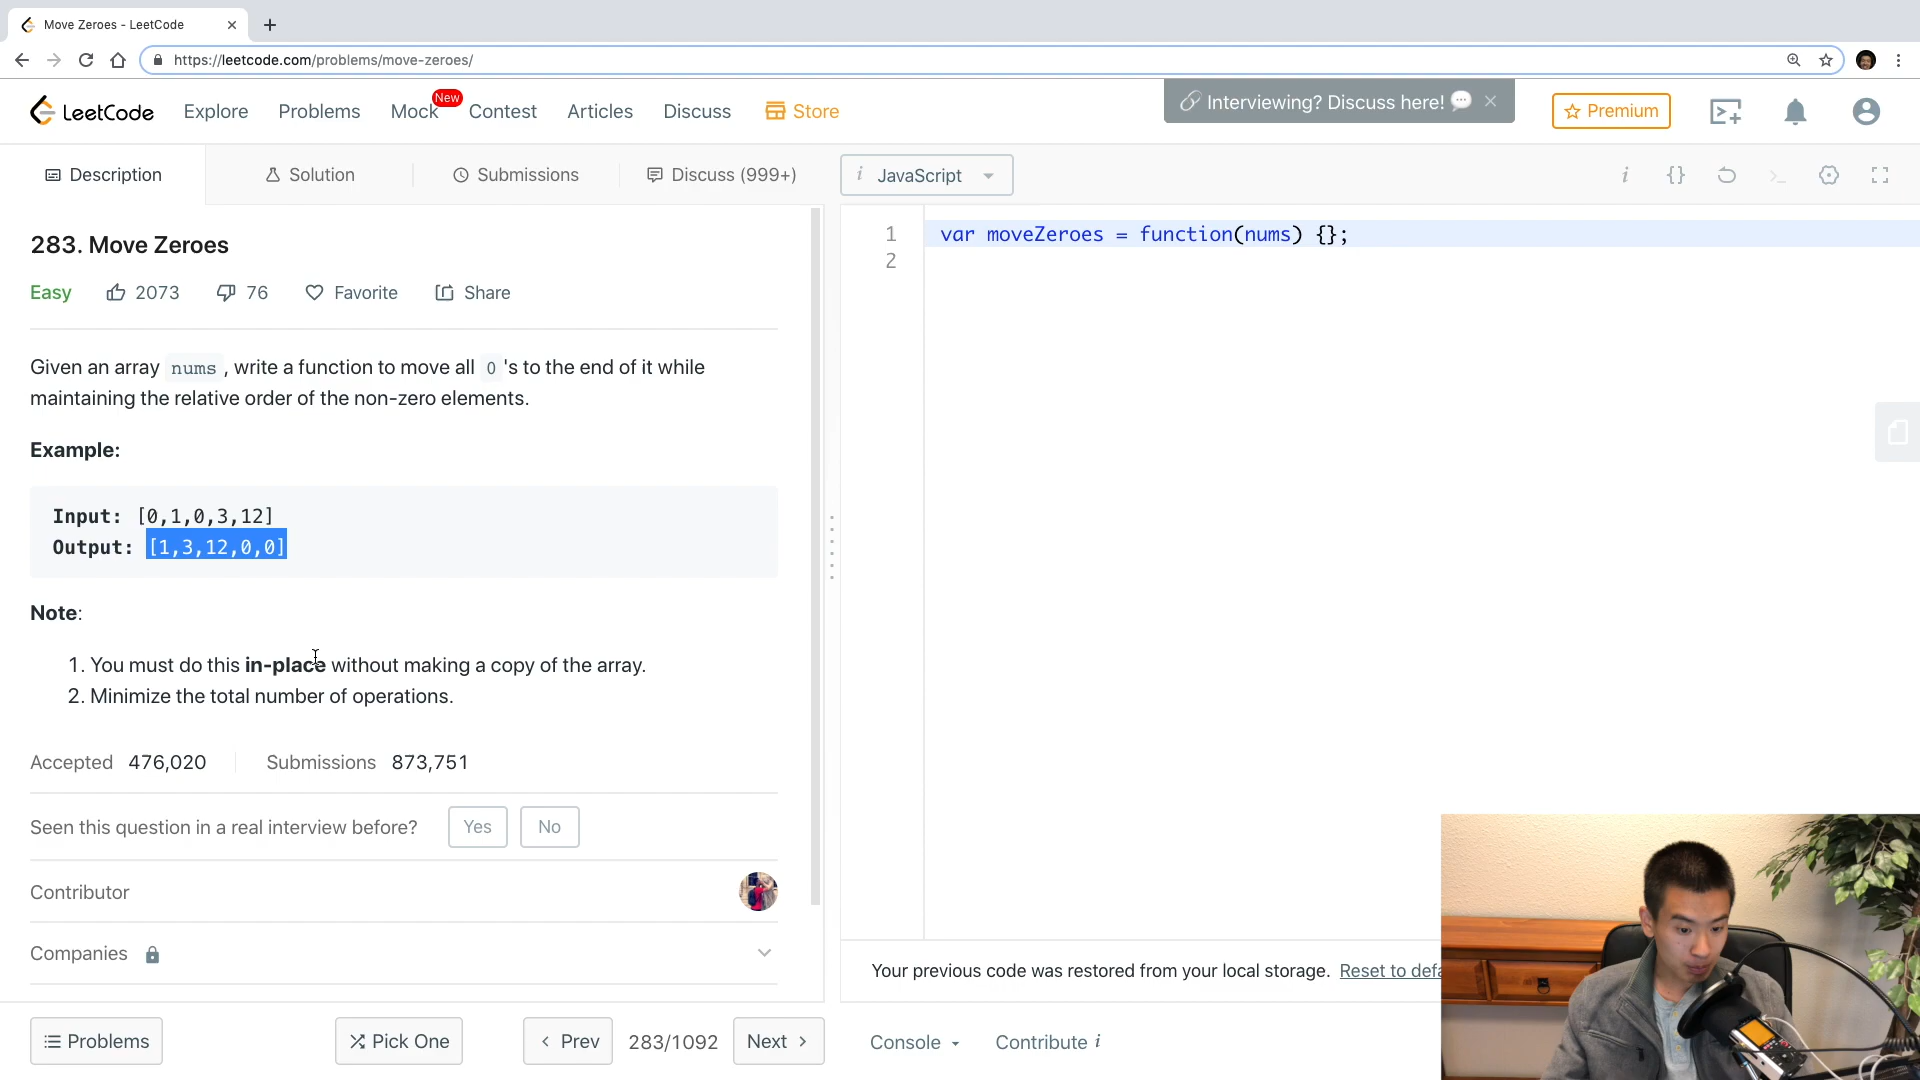 Move Zeroes - LeetCode
https://leetcode.com/problems/move-zeroes/
LeetCode
Explore
Problems
Mock
New
Contest
Articles
Discuss
Store
Interviewing? Discuss here!
Premium
Description
Solution
Submissions
Discuss (999+)
i JavaScript
i {}
283. Move Zeroes
Easy
2073
76
Favorite
Share
Given an array nums , write a function to move all 0 's to the end of it while
maintaining the relative order of the non-zero elements.
Example:
Input: [0,1,0,3,12]
Output: [1,3,12,0,0]
Note:
1. You must do this in-place without making a copy of the array.
2. Minimize the total number of operations.
Accepted 476,020
Submissions 873,751
Seen this question in a real interview before?
Yes
No
Contributor
Companies
Problems
Pick One
Prev
283/1092
Next
1 var moveZeroes = function(nums) {};
2
Your previous code was restored from your local storage. Reset to defa
Console
Contribute i